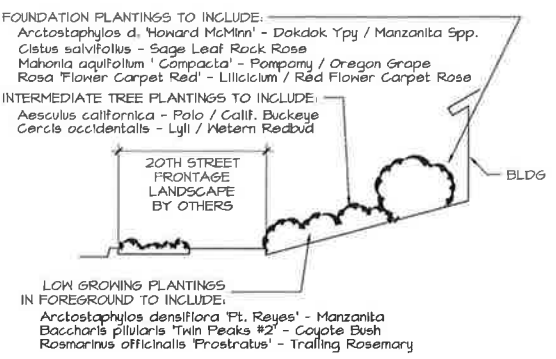 FOUNDATION PLANTINGS TO INCLUDE:
Arctostaphylos d. 'Howard McMinn' - Dokdok Ypy / Manzanita Spp.
Cistus salvifolius - Sage Leaf Rock Rose
Mahonia aquifolium 'Compacta' - Pompomy / Oregon Grape
Rosa 'Flower Carpet Red' - Lilicium / Red Flower Carpet Rose
INTERMEDIATE TREE PLANTINGS TO INCLUDE:
Aesculus californica - Polo / Calif. Buckeye
Cercis occidentalis - Lyli / Wetern Redbud
20TH STREET
FRONTAGE
LANDSCAPE
BY OTHERS
BLDG
LOW GROWING PLANTINGS
IN FOREGROUND TO INCLUDE:
Arctostaphylos densiflora 'Pt. Reyes' - Manzanita
Baccharis pilularis 'Twin Peaks #2' - Coyote Bush
Rosmarinus officinalis 'Prostratus' - Trailing Rosemary